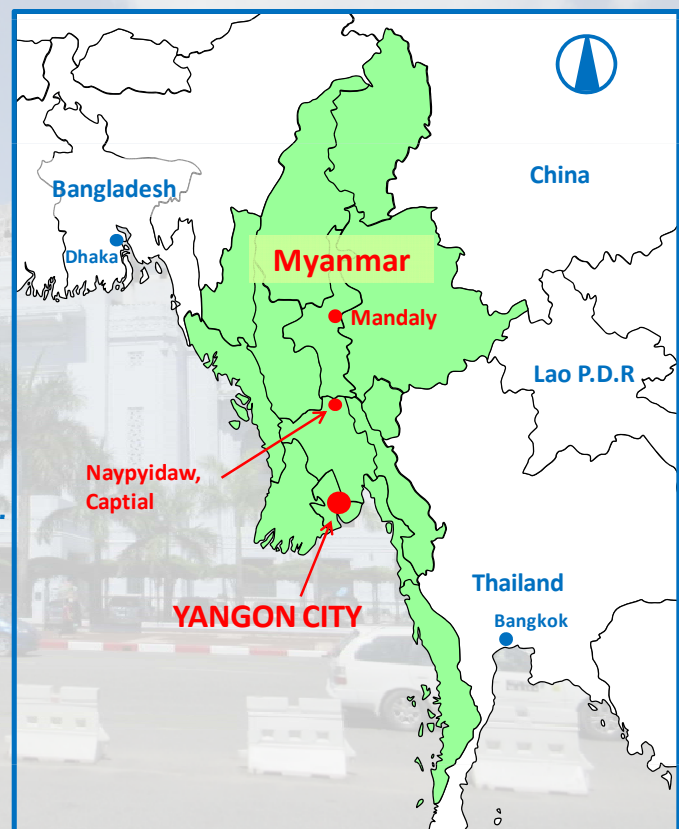 Bangladesh
China
Dhaka
Myanmar
Mandaly
Lao P.D.R
Naypyidaw,
Captial
YANGON CITY
Thailand
Bangkok